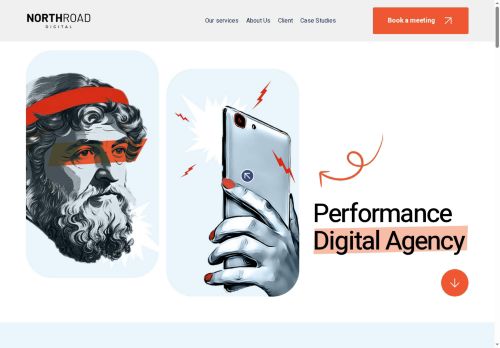 NORTHROAD
DIGITAL
Our services About Us Client Case Studies
Book a meeting
Performance
Digital Agency